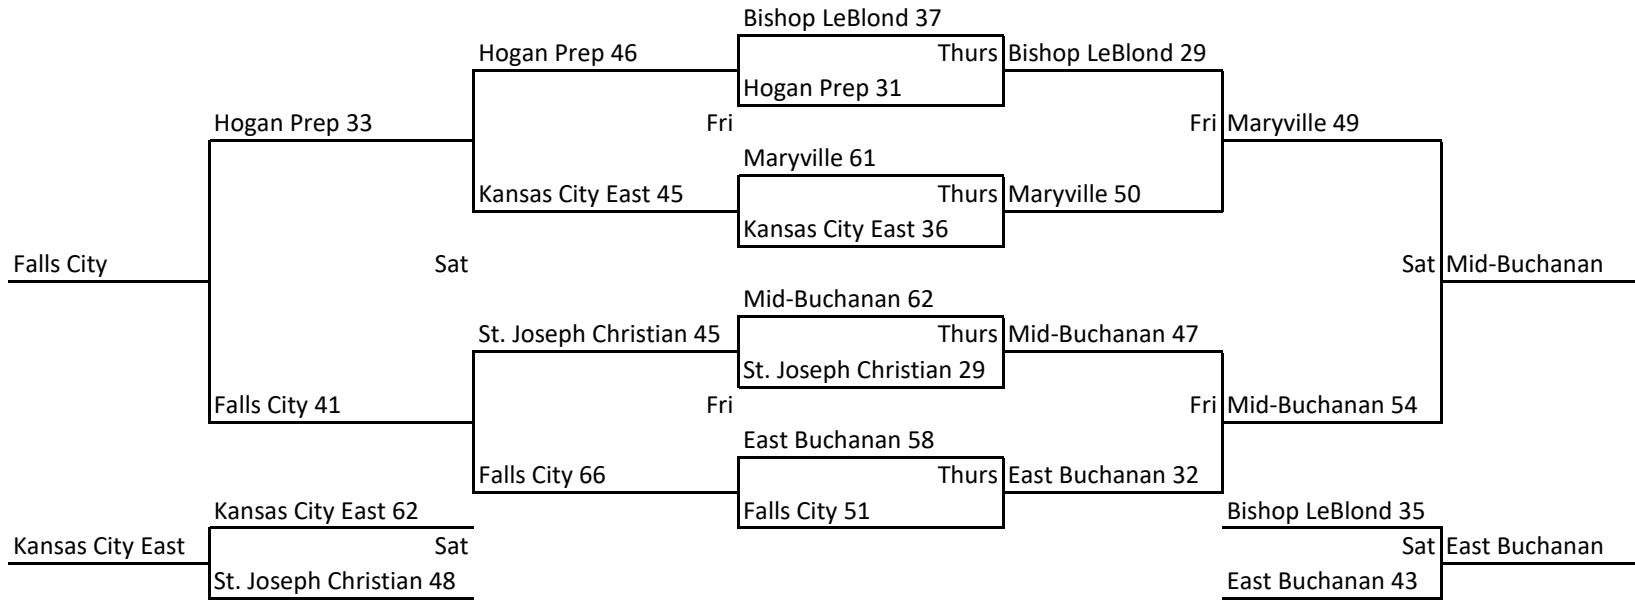 Bishop LeBlond 37
Hogan Prep 46
Thurs
Bishop LeBlond 29
Hogan Prep 31
Hogan Prep 33
Fri
Fri
Maryville 49
Maryville 61
Kansas City East 45
Thurs
Maryville 50
Kansas City East 36
Falls City
Sat
Sat
Mid-Buchanan
Mid-Buchanan 62
St. Joseph Christian 45
Thurs
Mid-Buchanan 47
St. Joseph Christian 29
Falls City 41
Fri
Fri
Mid-Buchanan 54
East Buchanan 58
Falls City 66
Thurs
East Buchanan 32
Kansas City East 62
Falls City 51
Bishop LeBlond 35
Kansas City East
Sat
Sat
East Buchanan
St. Joseph Christian 48
East Buchanan 43